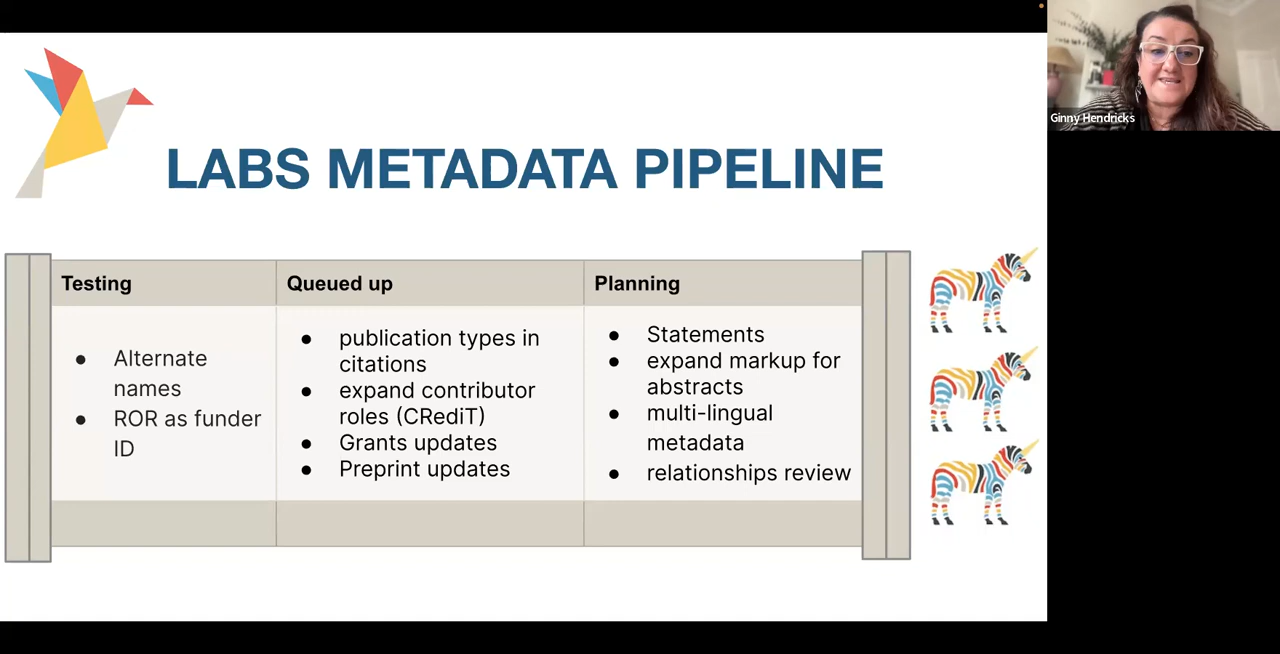 Ginny Hendricks
LABS METADATA PIPELINE
Testing
● Alternate
names
● ROR as funder
ID
Queued up
● publication types in
citations
● expand contributor
roles (CRediT)
● Grants updates
● Preprint updates
Planning
● Statements
● expand markup for
abstracts
● multi-lingual
metadata
● relationships review